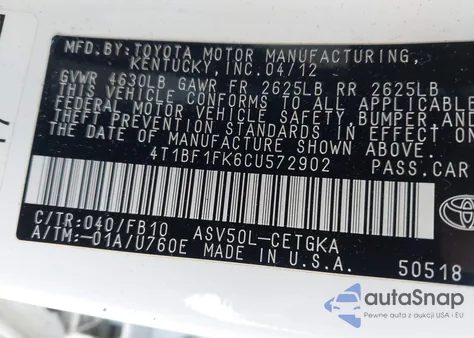 MFD.BY: TOYOTA MOTOR MANUFACTURING,
KENTUCKY, INC. 04/12
GVWR 4630LB GAWR FR 2625LB RR 2625LB
THIS VEHICLE CONFORMS TO ALL APPLICABLE
FEDERAL MOTOR VEHICLE SAFETY, BUMPER, AND
THEFT PREVENTION STANDARDS IN EFFECT ON
THE DATE OF MANUFACTURE SHOWN ABOVE.
4T1BF1FK6CU572902 PASS.CAR
C/TR:040/FB10 ASV50L-CETGKA
A/TM:-01A/U760E MADE IN U.S.A.
50518
TOYOTA
autoSnap
Pewne auta z aukcji USA i EU